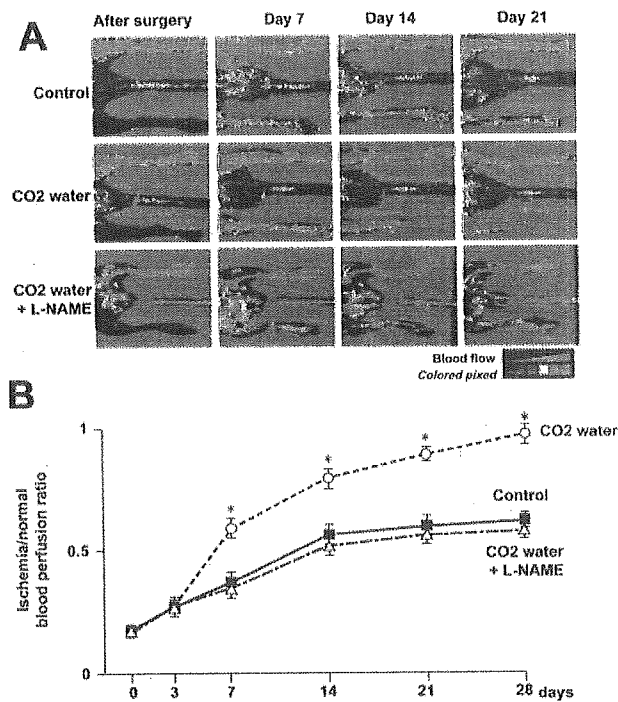 A
After surgery
Day 7
Day 14
Day 21
Control
CO2 water
CO2 water
+ L-NAME
Blood flow
Colored pixed
B
Ischemia/normal
blood perfusion ratio
1
0.5
0
*
*
*
*
CO2 water
Control
CO2 water
+ L-NAME
0
3
7
14
21
28
days